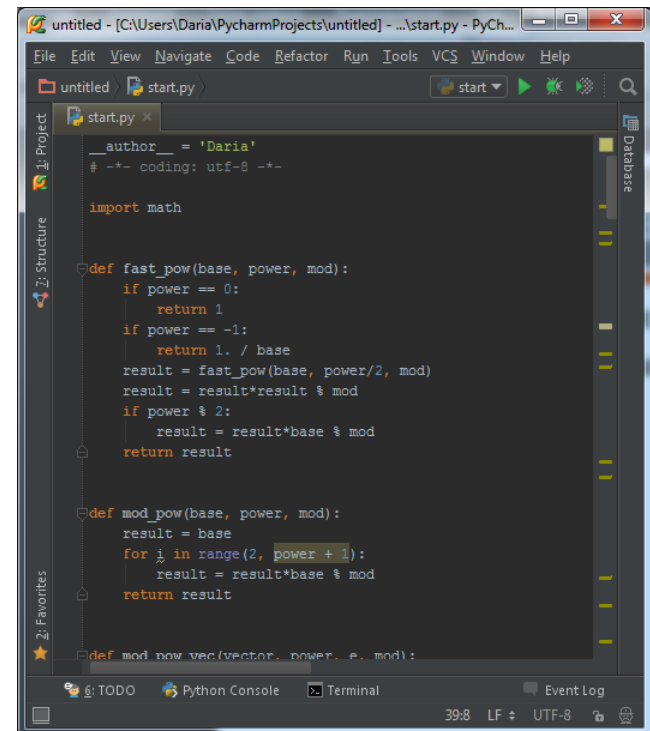 untitled - [C:\Users\Daria\PycharmProjects\untitled] - ...\start.py - PyCh...
File Edit View Navigate Code Refactor Run Tools VCS Window Help
untitled start.py start
start.py
__author__ = 'Daria'
# -*- coding: utf-8 -*-
import math
def fast_pow(base, power, mod):
if power == 0:
return 1
if power == -1:
return 1. / base
result = fast_pow(base, power/2, mod)
result = result*result % mod
if power % 2:
result = result*base % mod
return result
def mod_pow(base, power, mod):
result = base
for i in range(2, power + 1):
result = result*base % mod
return result
def mod_pow_vec(vector, power, e, mod):
1: Project
7: Structure
2: Favorites
Database
6: TODO Python Console Terminal Event Log
39:8 LF UTF-8